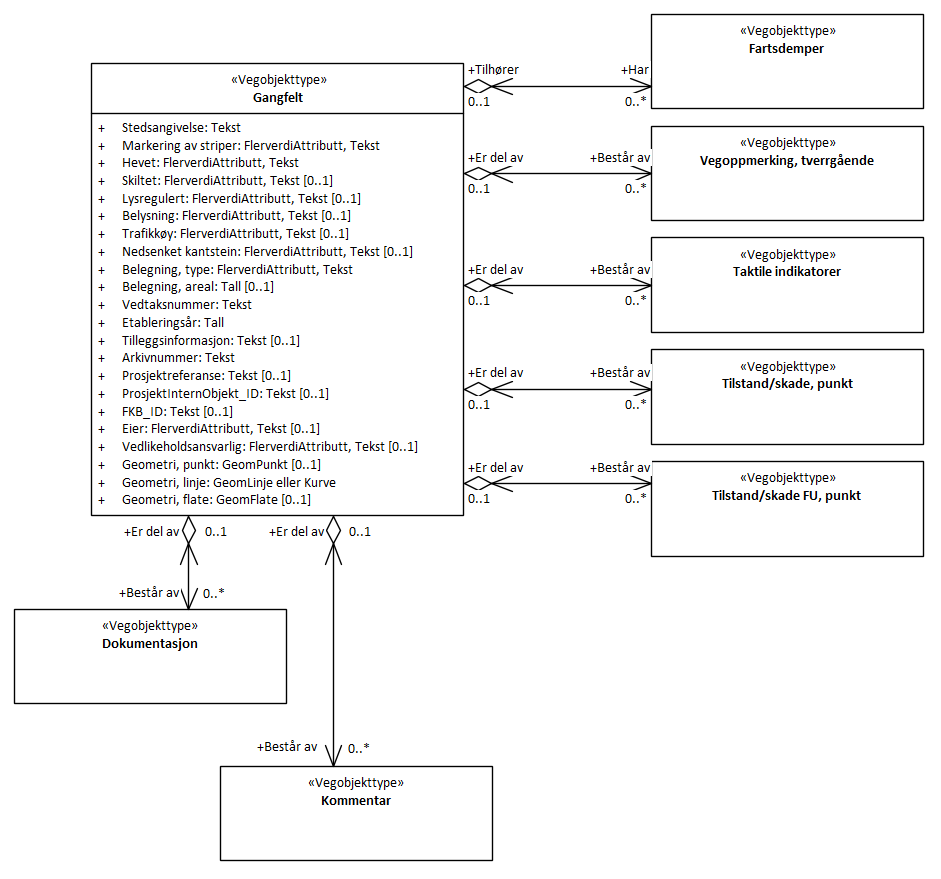 «Vegobjekttype»
Gangfelt
+ Stedsangivelse: Tekst
+ Markering av striper: FlerverdiAttributt, Tekst
+ Hevet: FlerverdiAttributt, Tekst
+ Skiltet: FlerverdiAttributt, Tekst [0..1]
+ Lysregulert: FlerverdiAttributt, Tekst [0..1]
+ Belysning: FlerverdiAttributt, Tekst [0..1]
+ Trafikkøy: FlerverdiAttributt, Tekst [0..1]
+ Nedsenket kantstein: FlerverdiAttributt, Tekst [0..1]
+ Belegning, type: FlerverdiAttributt, Tekst
+ Belegning, areal: Tall [0..1]
+ Vedtaksnummer: Tekst
+ Etableringsår: Tall
+ Tilleggsinformasjon: Tekst [0..1]
+ Arkivnummer: Tekst
+ Prosjektreferanse: Tekst [0..1]
+ ProsjektInternObjekt_ID: Tekst [0..1]
+ FKB_ID: Tekst [0..1]
+ Eier: FlerverdiAttributt, Tekst [0..1]
+ Vedlikeholdsansvarlig: FlerverdiAttributt, Tekst [0..1]
+ Geometri, punkt: GeomPunkt [0..1]
+ Geometri, linje: GeomLinje eller Kurve
+ Geometri, flate: GeomFlate [0..1]
+Tilhører +Har
0..1 0..*
«Vegobjekttype»
Fartsdemper
+Er del av +Består av
0..1 0..*
«Vegobjekttype»
Vegoppmerking, tverrgående
+Er del av +Består av
0..1 0..*
«Vegobjekttype»
Taktile indikatorer
+Er del av +Består av
0..1 0..*
«Vegobjekttype»
Tilstand/skade, punkt
+Er del av +Består av
0..1 0..*
«Vegobjekttype»
Tilstand/skade FU, punkt
+Er del av 0..1
+Består av 0..*
«Vegobjekttype»
Dokumentasjon
+Er del av 0..1
+Består av 0..*
«Vegobjekttype»
Kommentar